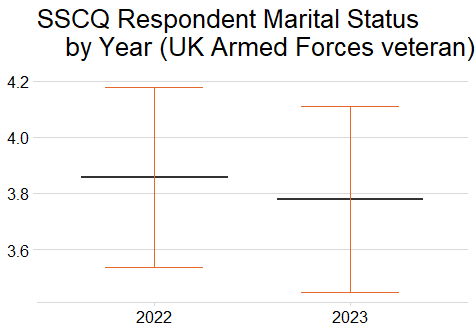 SSCQ Respondent Marital Status
by Year (UK Armed Forces veteran)
4.2
4.0
3.8
3.6
2022 2023